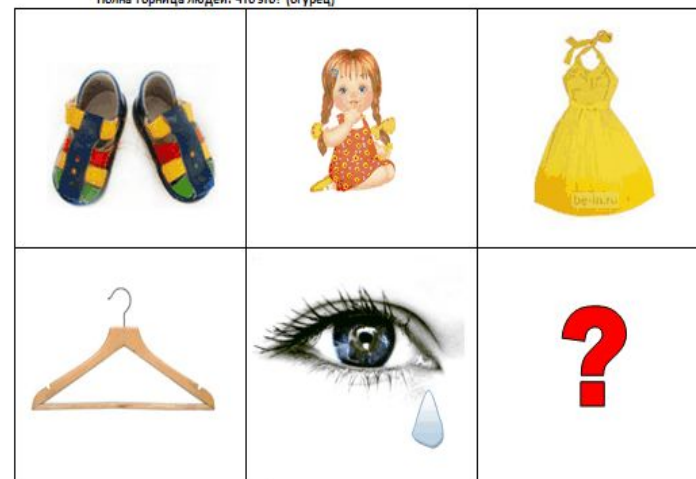 Полна горница людей. Что это? (огурец)
be-in.ru
?